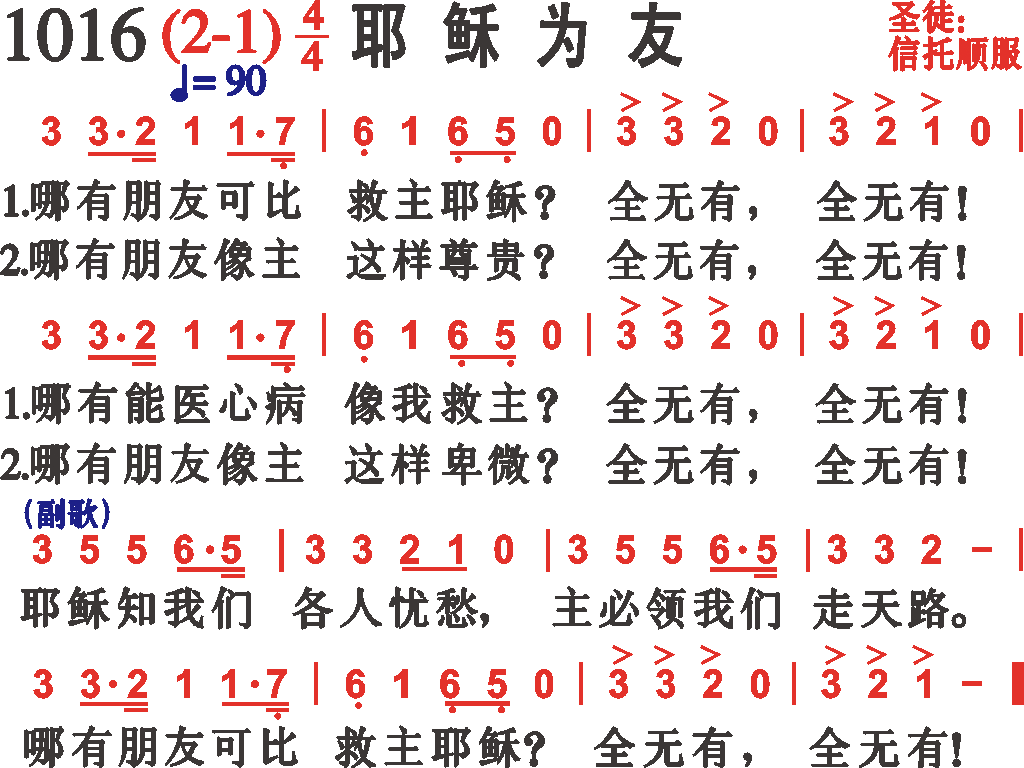 1016 (2-1) 4/4 耶稣为友 圣徒：
信托顺服
♩= 90
3 3·2 1 1·7 | 6 1 6 5 0 | 3 3 2 0 | 3 2 1 0 |
1.哪有朋友可比 救主耶稣？ 全无有， 全无有！
2.哪有朋友像主 这样尊贵？ 全无有， 全无有！
3 3·2 1 1·7 | 6 1 6 5 0 | 3 3 2 0 | 3 2 1 0 |
1.哪有能医心病 像我救主？ 全无有， 全无有！
2.哪有朋友像主 这样卑微？ 全无有， 全无有！
(副歌)
3 5 5 6·5 | 3 3 2 1 0 | 3 5 5 6·5 | 3 3 2 － |
耶稣知我们 各人忧愁， 主必领我们 走天路。
3 3·2 1 1·7 | 6 1 6 5 0 | 3 3 2 0 | 3 2 1 －
哪有朋友可比 救主耶稣？ 全无有， 全无有！